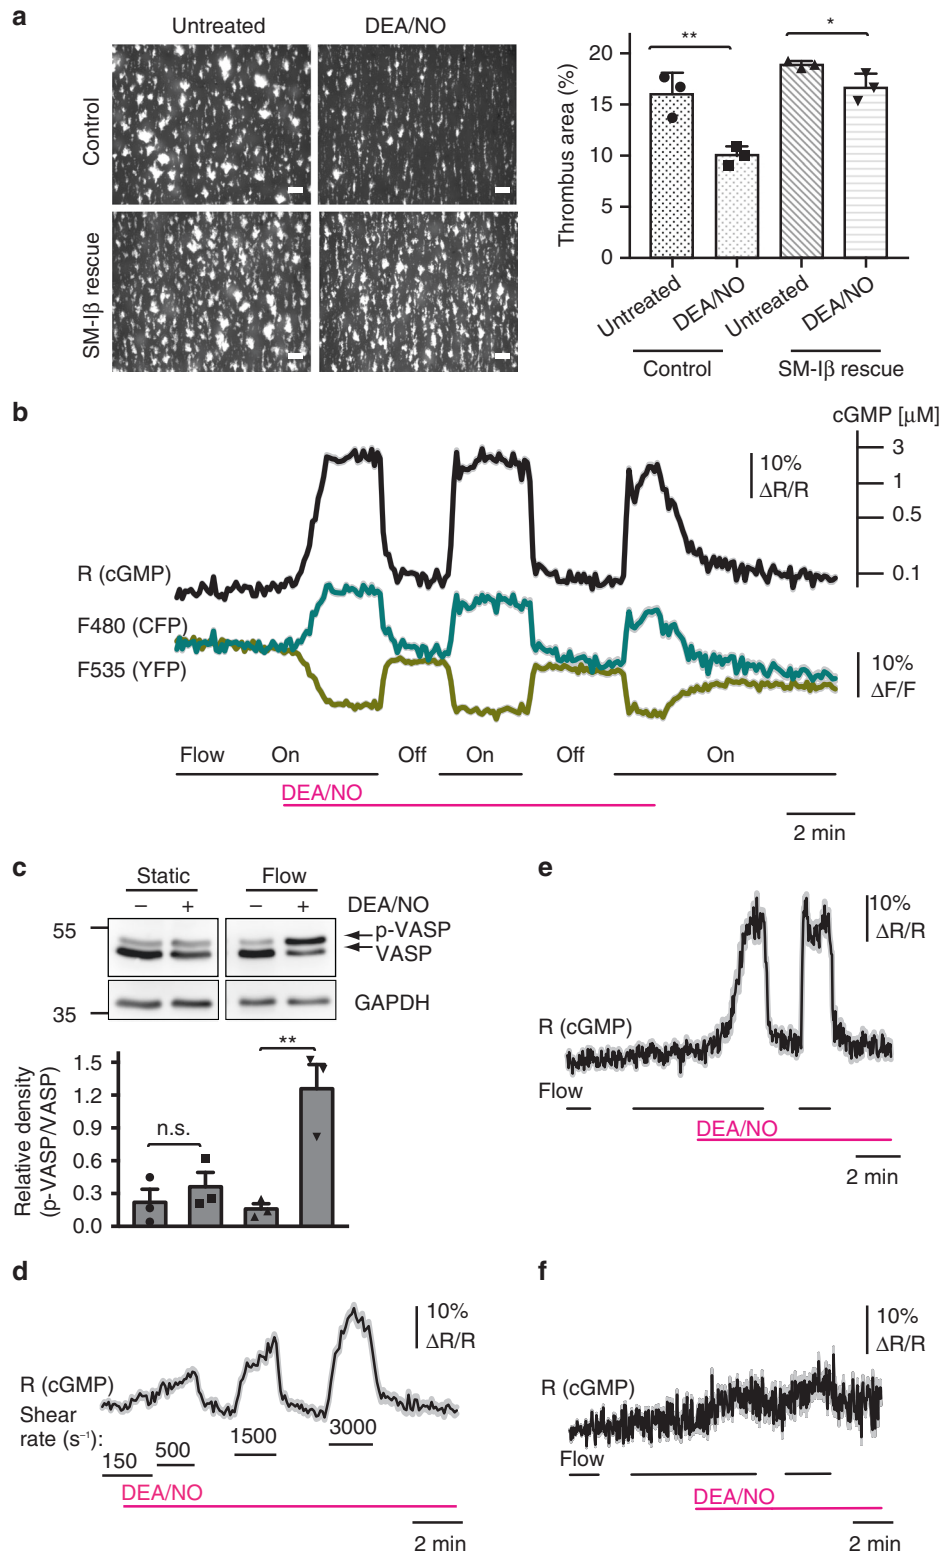 a
Untreated
DEA/NO
Control
SM-Iβ rescue
Thrombus area (%)
20
15
10
5
0
**
*
Untreated
DEA/NO
Untreated
DEA/NO
Control
SM-Iβ rescue
b
cGMP [μM]
3
1
0.5
0.1
10%
ΔR/R
R (cGMP)
F480 (CFP)
F535 (YFP)
10%
ΔF/F
Flow On Off On Off On
DEA/NO
2 min
c
Static Flow
– + – + DEA/NO
55
p-VASP
VASP
GAPDH
35
Relative density
(p-VASP/VASP)
1.5
1.2
0.9
0.6
0.3
0.0
n.s.
**
e
10%
ΔR/R
R (cGMP)
Flow
DEA/NO
2 min
d
10%
ΔR/R
R (cGMP)
Shear
rate (s⁻¹):
150
500
1500
3000
DEA/NO
2 min
f
10%
ΔR/R
R (cGMP)
Flow
DEA/NO
2 min